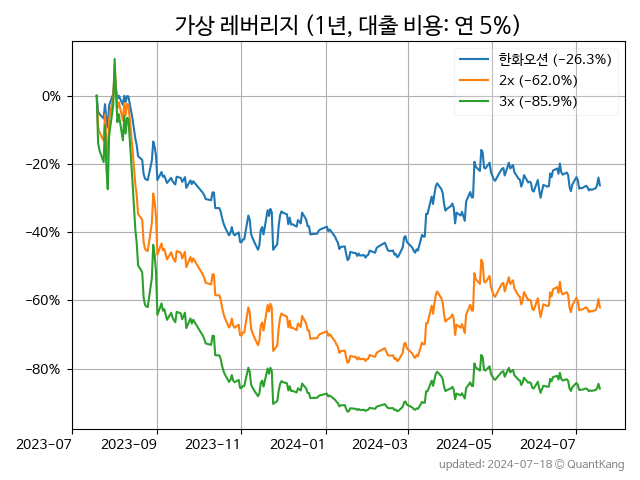 가상 레버리지 (1년, 대출 비용: 연 5%)
한화오션 (-26.3%)
2x (-62.0%)
3x (-85.9%)
0%
−20%
−40%
−60%
−80%
2023-07 2023-09 2023-11 2024-01 2024-03 2024-05 2024-07
updated: 2024-07-18 © QuantKang